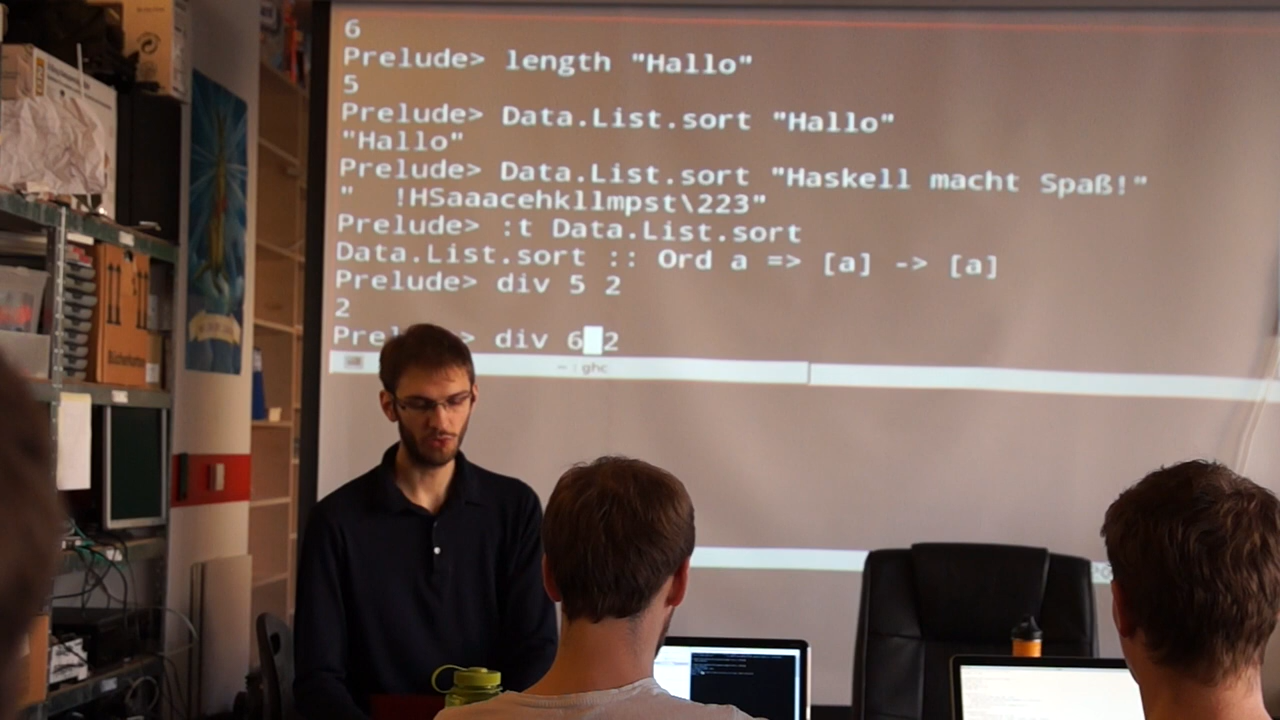 6
Prelude> length "Hallo"
5
Prelude> Data.List.sort "Hallo"
"Hallo"
Prelude> Data.List.sort "Haskell macht Spaß!"
"  !HSaaacehkllmpst\223"
Prelude> :t Data.List.sort
Data.List.sort :: Ord a => [a] -> [a]
Prelude> div 5 2
2
Pre > div 6 2
~ : ghc